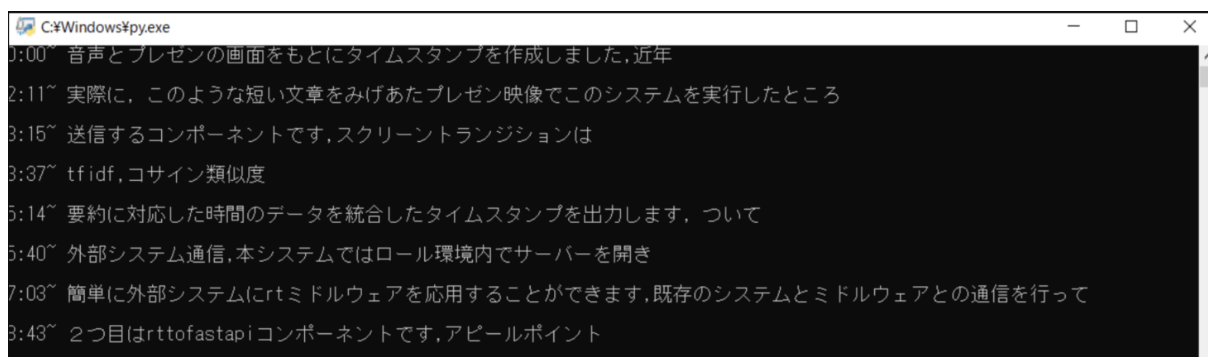 C:¥Windows¥py.exe
0:00~ 音声とプレゼンの画面をもとにタイムスタンプを作成しました,近年
2:11~ 実際に, このような短い文章をみげあたプレゼン映像でこのシステムを実行したところ
3:15~ 送信するコンポーネントです,スクリーントランジションは
3:37~ tfidf,コサイン類似度
5:14~ 要約に対応した時間のデータを統合したタイムスタンプを出力します, ついて
5:40~ 外部システム通信,本システムではロール環境内でサーバーを開き
7:03~ 簡単に外部システムにrtミドルウェアを応用することができます,既存のシステムとミドルウェアとの通信を行って
8:43~ 2つ目はrttofastapiコンポーネントです,アピールポイント